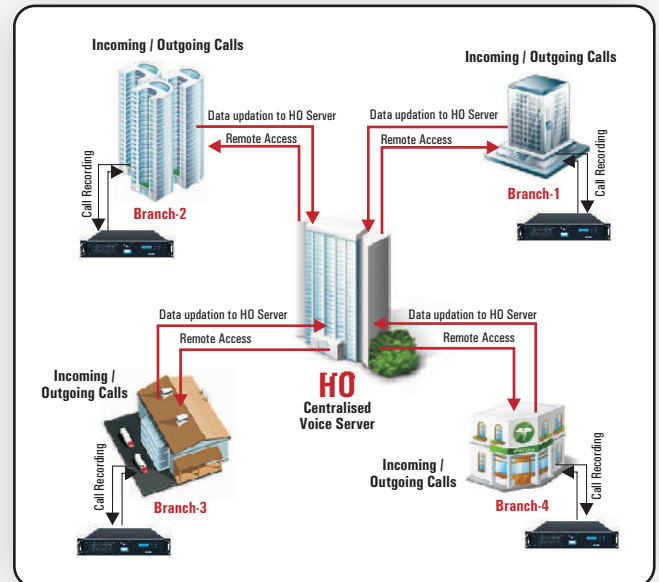 Incoming / Outgoing Calls
Incoming / Outgoing Calls
Data updation to HO Server
Remote Access
Data updation to HO Server
Remote Access
Call Recording
Branch-2
Branch-1
Call Recording
Data updation to HO Server
Remote Access
Data updation to HO Server
Remote Access
HO
Centralised
Voice Server
Incoming /
Outgoing Calls
Call Recording
Branch-3
Incoming /
Outgoing Calls
Branch-4
Call Recording